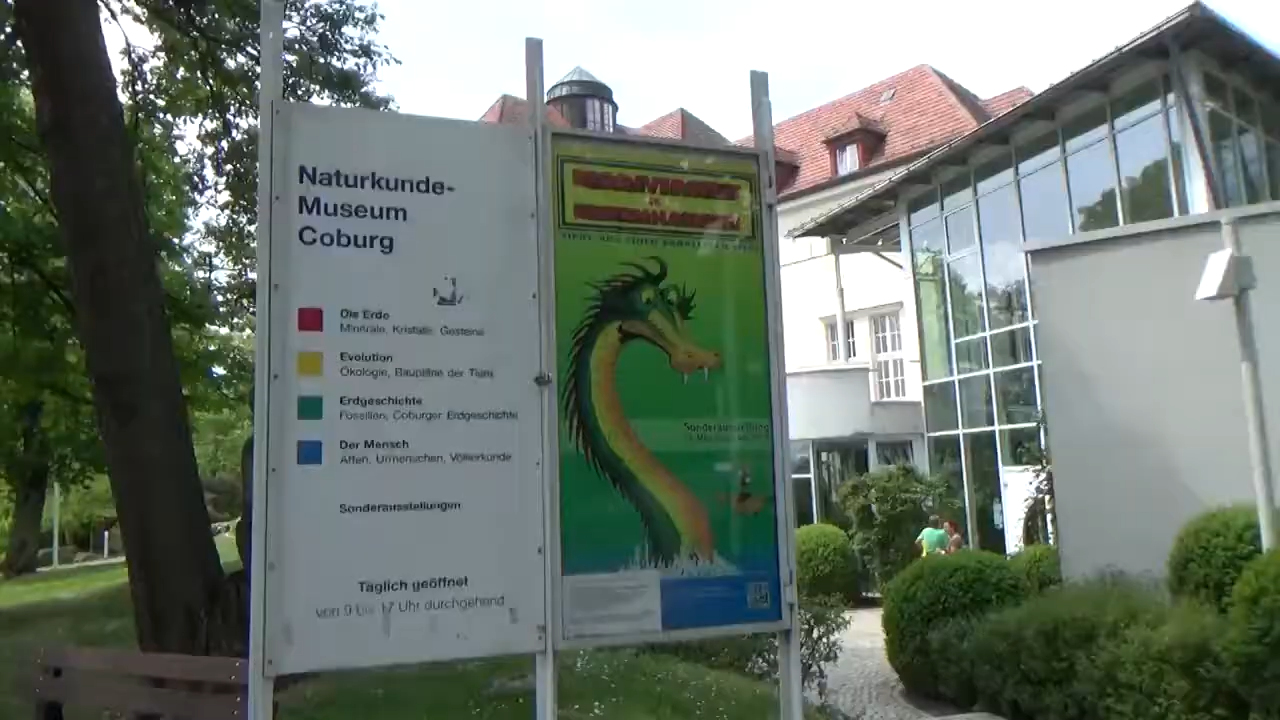 Naturkunde-
Museum
Coburg
Die Erde
Minerale, Kristalle, Gesteine
Evolution
Ökologie, Baupläne der Tiere
Erdgeschichte
Fossilien, Coburger Erdgeschichte
Der Mensch
Affen, Urmenschen, Völkerkunde
Sonderausstellungen
Täglich geöffnet
von 9 bis 17 Uhr durchgehend
Sonderausstellung